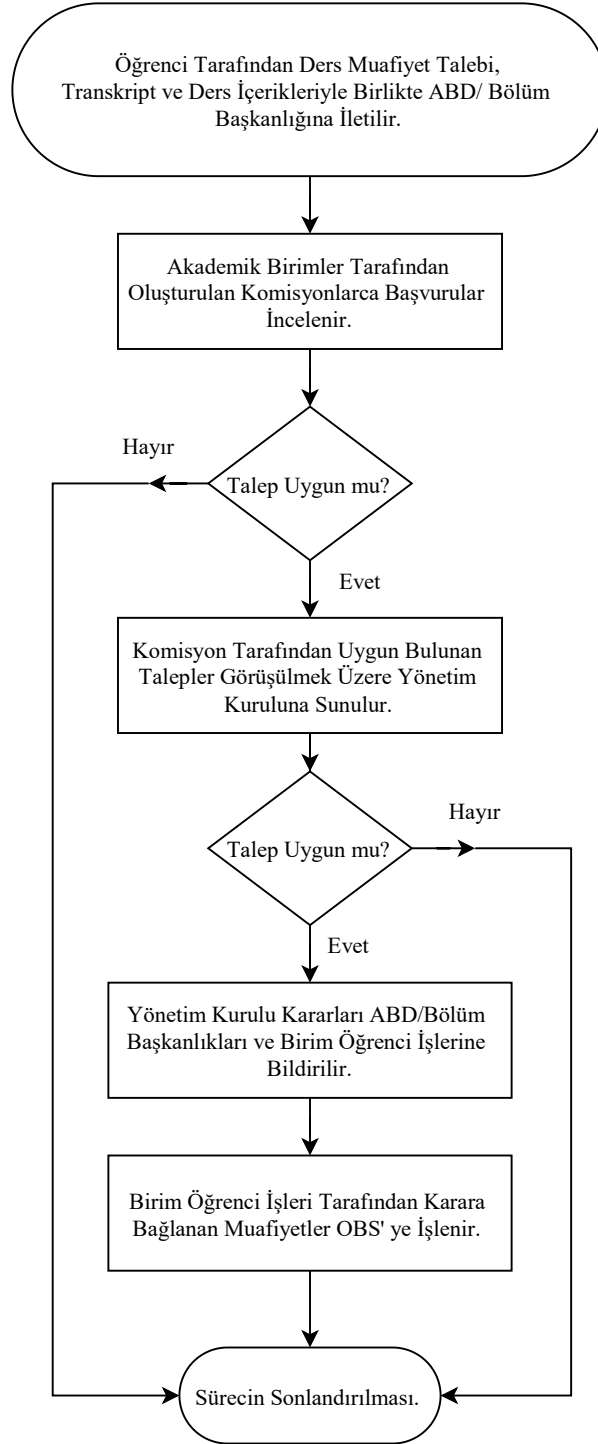 Öğrenci Tarafından Ders Muafiyet Talebi,
Transkript ve Ders İçerikleriyle Birlikte ABD/ Bölüm
Başkanlığına İletilir.
Akademik Birimler Tarafından
Oluşturulan Komisyonlarca Başvurular
İncelenir.
Hayır
Talep Uygun mu?
Evet
Komisyon Tarafından Uygun Bulunan
Talepler Görüşülmek Üzere Yönetim
Kuruluna Sunulur.
Hayır
Talep Uygun mu?
Evet
Yönetim Kurulu Kararları ABD/Bölüm
Başkanlıkları ve Birim Öğrenci İşlerine
Bildirilir.
Birim Öğrenci İşleri Tarafından Karara
Bağlanan Muafiyetler OBS' ye İşlenir.
Sürecin Sonlandırılması.